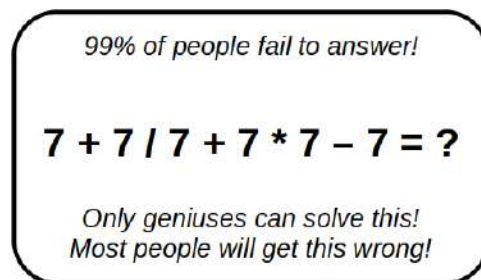 99% of people fail to answer!
7 + 7 / 7 + 7 * 7 – 7 = ?
Only geniuses can solve this!
Most people will get this wrong!